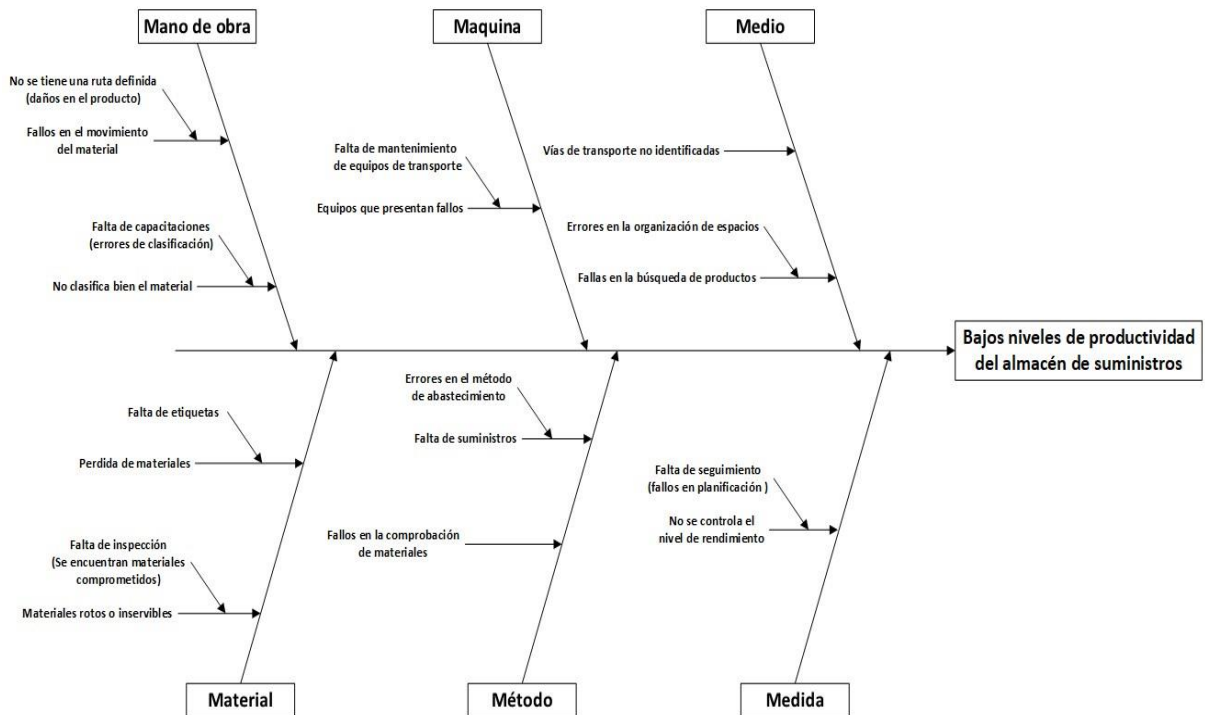 Mano de obra
Maquina
Medio
No se tiene una ruta definida
(daños en el producto)
Fallos en el movimiento
del material
Falta de capacitaciones
(errores de clasificación)
No clasifica bien el material
Falta de mantenimiento
de equipos de transporte
Equipos que presentan fallos
Vías de transporte no identificadas
Errores en la organización de espacios
Fallas en la búsqueda de productos
Bajos niveles de productividad
del almacén de suministros
Falta de etiquetas
Perdida de materiales
Falta de inspección
(Se encuentran materiales
comprometidos)
Materiales rotos o inservibles
Errores en el método
de abastecimiento
Falta de suministros
Fallos en la comprobación
de materiales
Falta de seguimiento
(fallos en planificación )
No se controla el
nivel de rendimiento
Material
Método
Medida